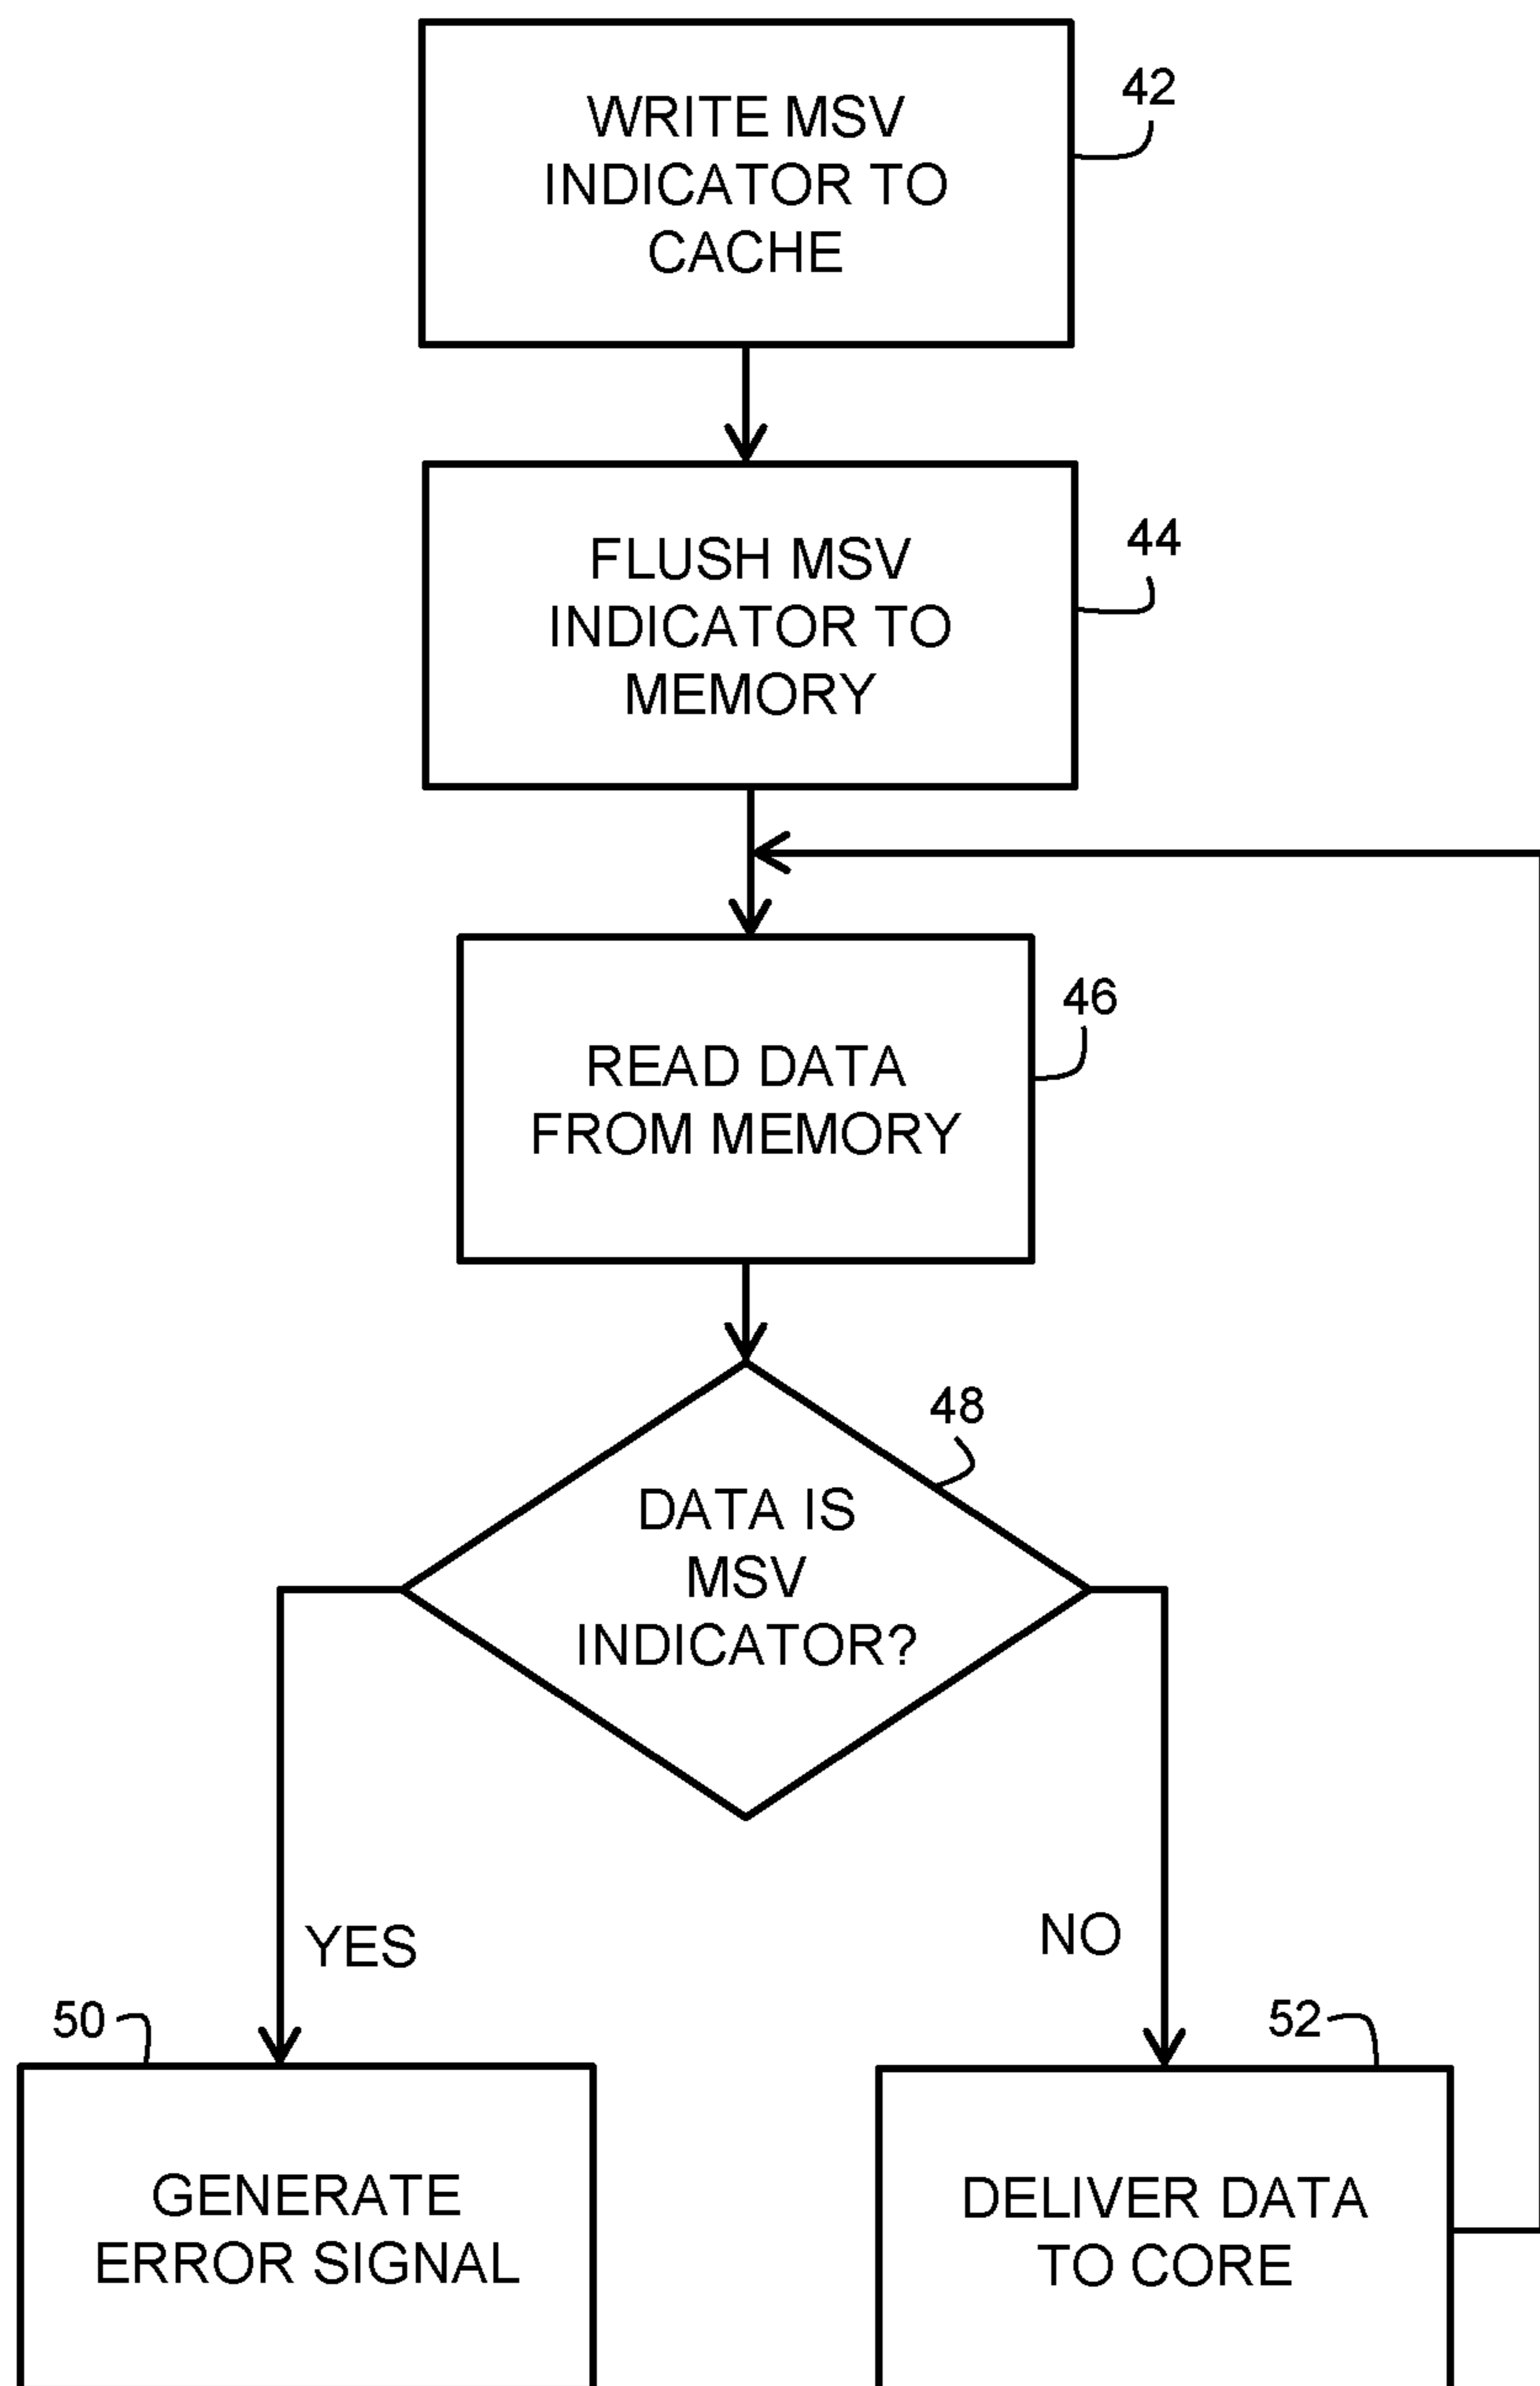 WRITE MSV
INDICATOR TO
CACHE
42
FLUSH MSV
INDICATOR TO
MEMORY
44
READ DATA
FROM MEMORY
46
DATA IS
MSV
INDICATOR?
48
YES
NO
50
52
GENERATE
ERROR SIGNAL
DELIVER DATA
TO CORE